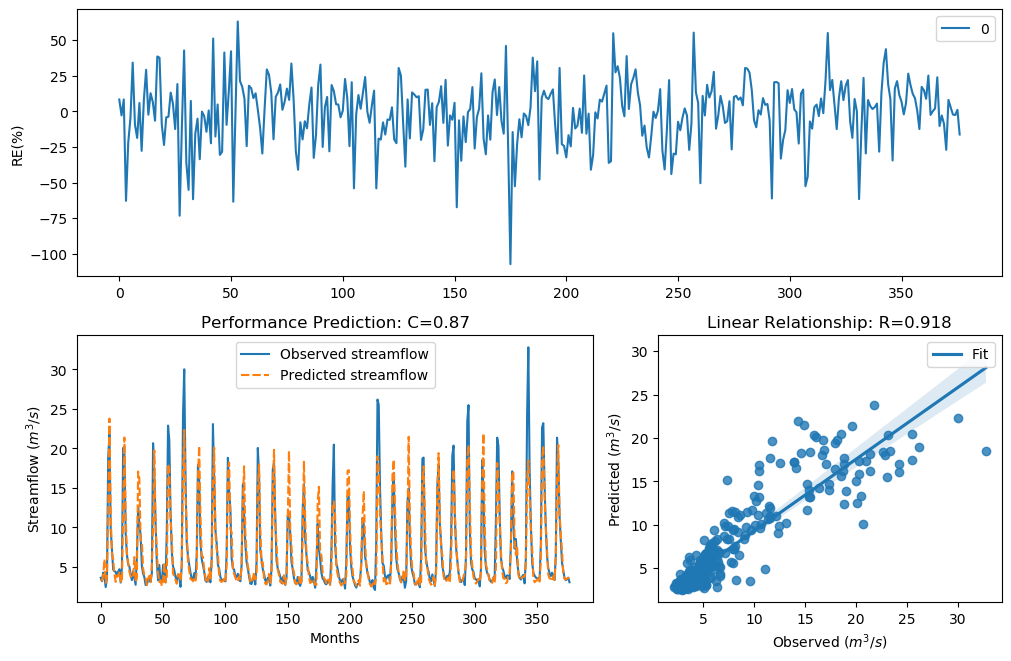 0
RE(%)
50
25
0
−25
−50
−75
−100
0 50 100 150 200 250 300 350
Performance Prediction: C=0.87
Observed streamflow
Predicted streamflow
Streamflow (m³/s)
30
25
20
15
10
5
0 50 100 150 200 250 300 350
Months
Linear Relationship: R=0.918
Fit
Predicted (m³/s)
30
25
20
15
10
5
5 10 15 20 25 30
Observed (m³/s)